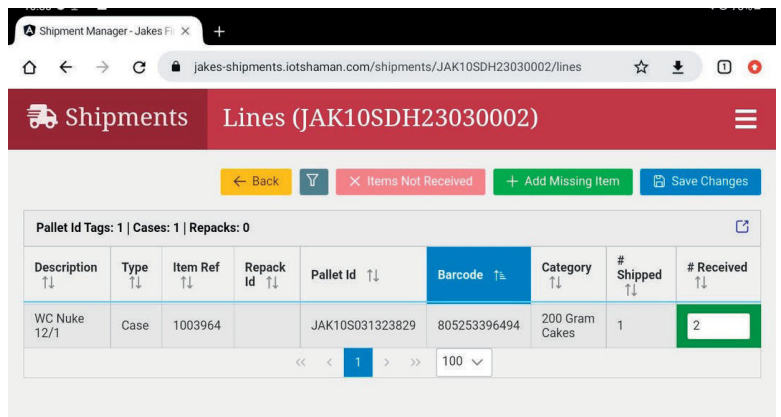 Shipment Manager - Jakes Fi
jakes-shipments.iotshaman.com/shipments/JAK10SDH23030002/lines
1
Shipments Lines (JAK10SDH23030002)
Back Items Not Received Add Missing Item Save Changes
Pallet Id Tags: 1 | Cases: 1 | Repacks: 0
Description Type Item Ref Repack Id Pallet Id Barcode Category # Shipped # Received
WC Nuke 12/1 Case 1003964 JAK10S031323829 805253396494 200 Gram Cakes 1 2
<< < 1 > >> 100